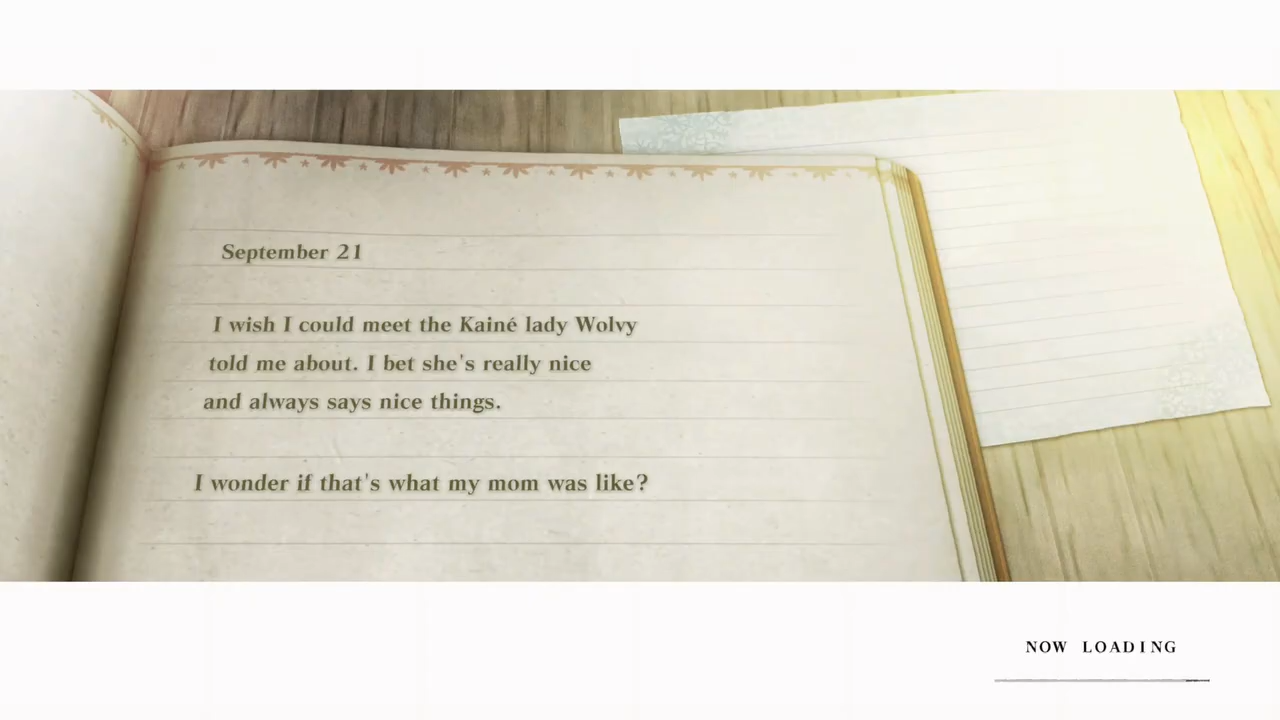 September 21
I wish I could meet the Kainé lady Wolvy
told me about. I bet she's really nice
and always says nice things.
I wonder if that's what my mom was like?
NOW LOADING